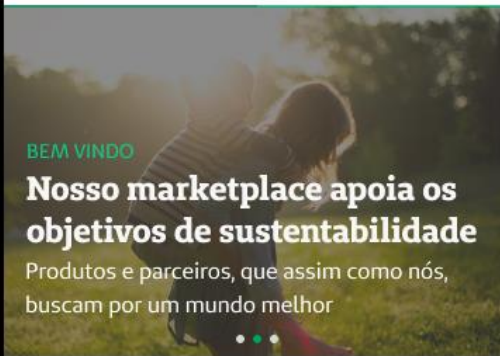 BEM VINDO
Nosso marketplace apoia os
objetivos de sustentabilidade
Produtos e parceiros, que assim como nós,
buscam por um mundo melhor